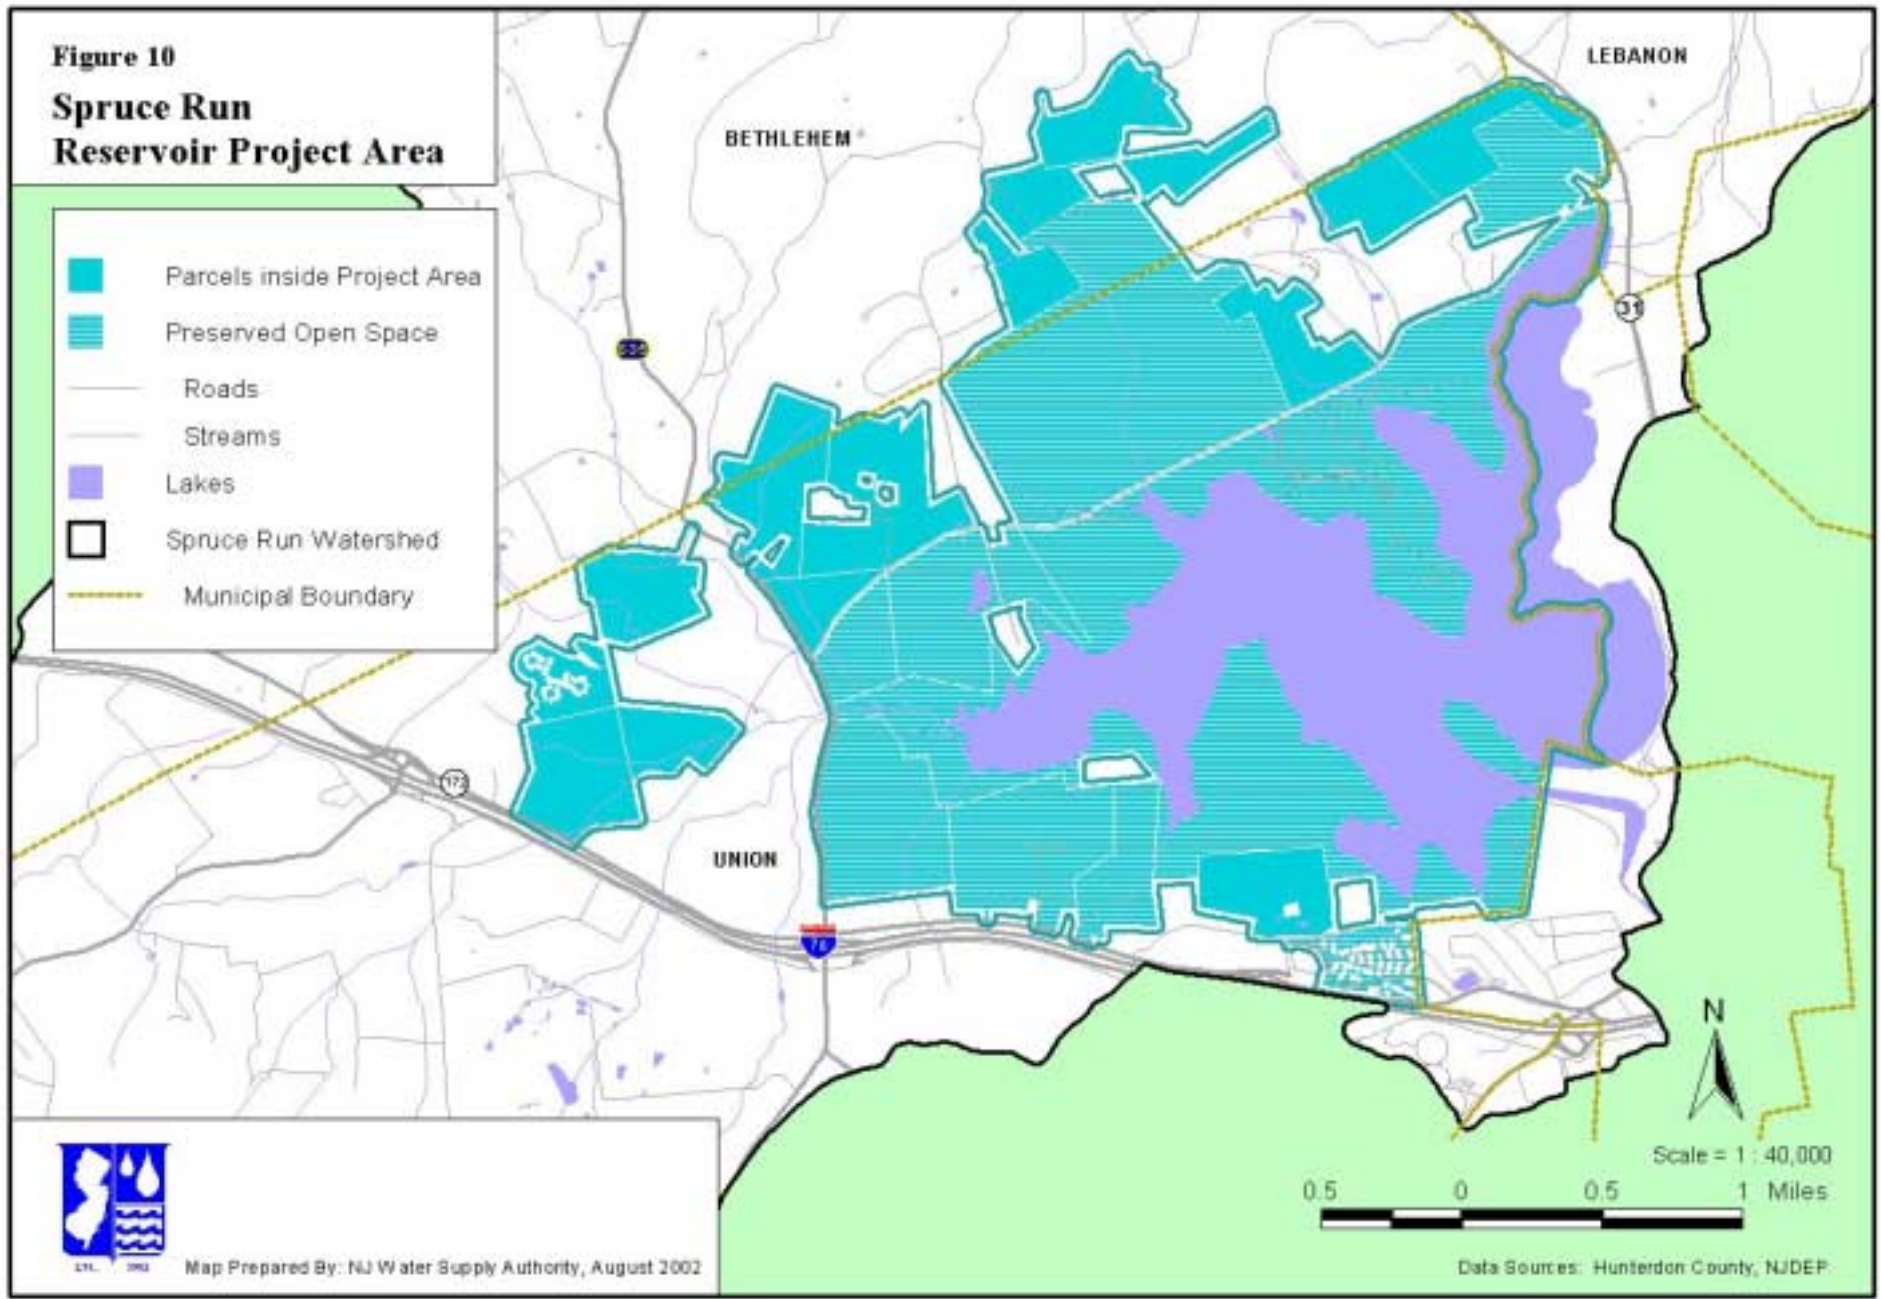 Figure 10
Spruce Run
Reservoir Project Area
Parcels inside Project Area
Preserved Open Space
Roads
Streams
Lakes
Spruce Run Watershed
Municipal Boundary
LEBANON
BETHLEHEM
31
UNION
78
N
Scale = 1 : 40,000
0.5 0 0.5 1 Miles
Map Prepared By: NJ Water Supply Authority, August 2002
Data Sources: Hunterdon County, NJDEP